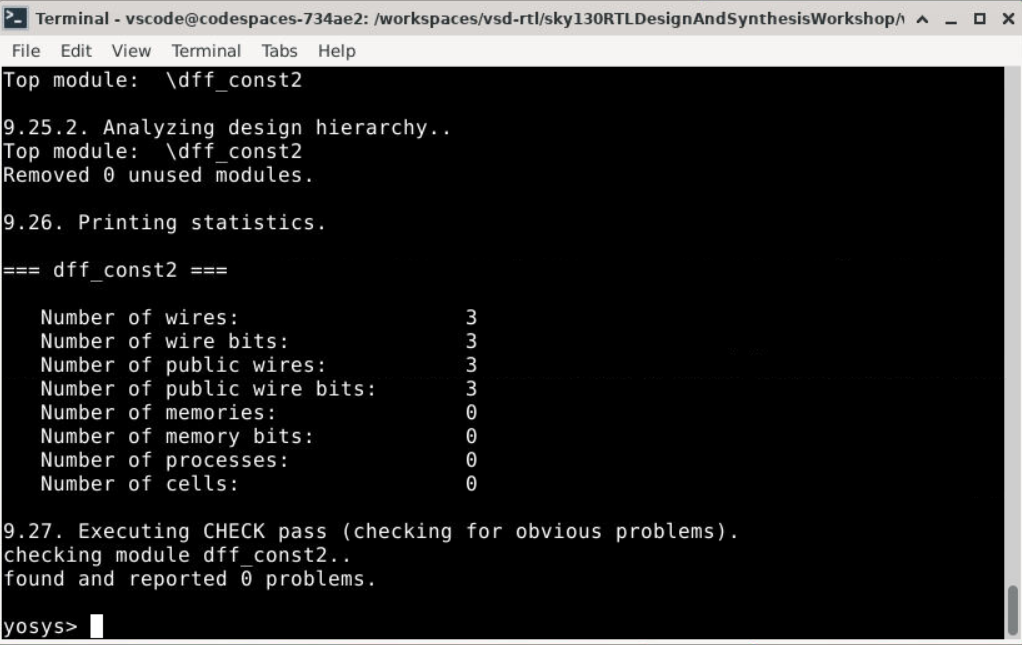 Terminal - vscode@codespaces-734ae2: /workspaces/vsd-rtl/sky130RTLDesignAndSynthesisWorkshop/
File Edit View Terminal Tabs Help
Top module:  \dff_const2
9.25.2. Analyzing design hierarchy..
Top module:  \dff_const2
Removed 0 unused modules.
9.26. Printing statistics.
=== dff_const2 ===
Number of wires: 3
Number of wire bits: 3
Number of public wires: 3
Number of public wire bits: 3
Number of memories: 0
Number of memory bits: 0
Number of processes: 0
Number of cells: 0
9.27. Executing CHECK pass (checking for obvious problems).
checking module dff_const2..
found and reported 0 problems.
yosys>